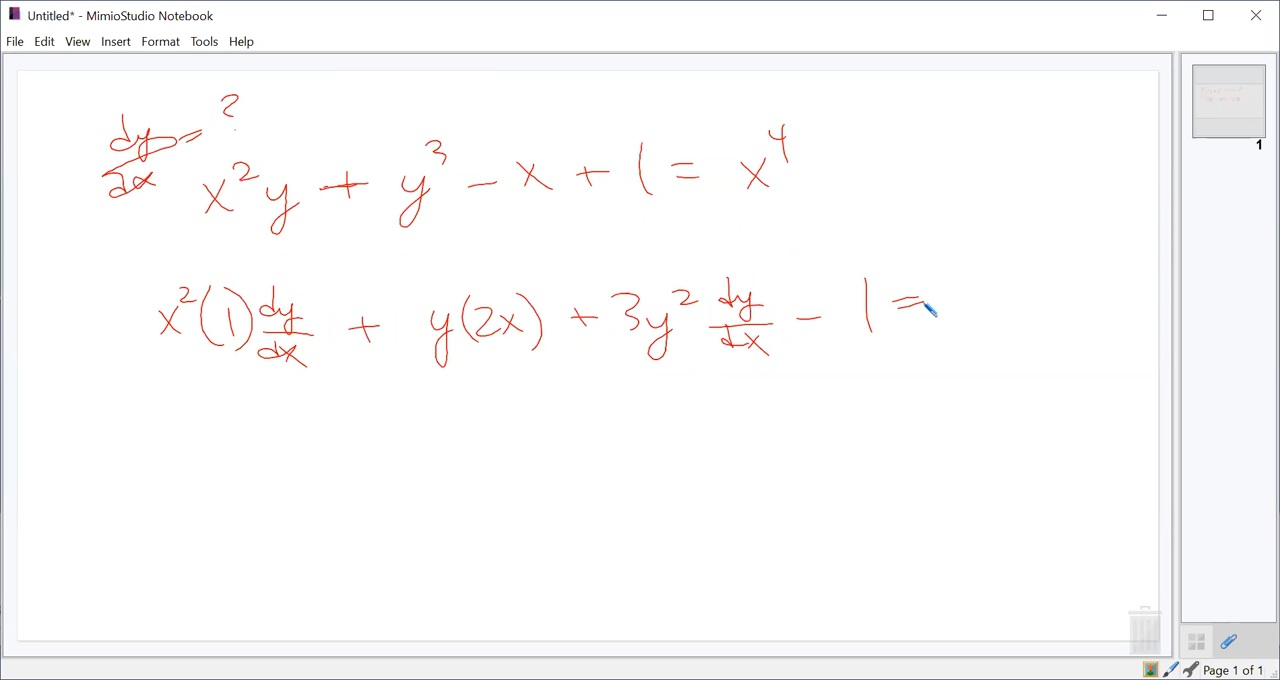 Untitled* - MimioStudio Notebook
File Edit View Insert Format Tools Help
dy/dx = ?
x²y + y³ - x + 1 = x⁴
x²(1) dy/dx + y(2x) + 3y² dy/dx - 1 =
1
Page 1 of 1